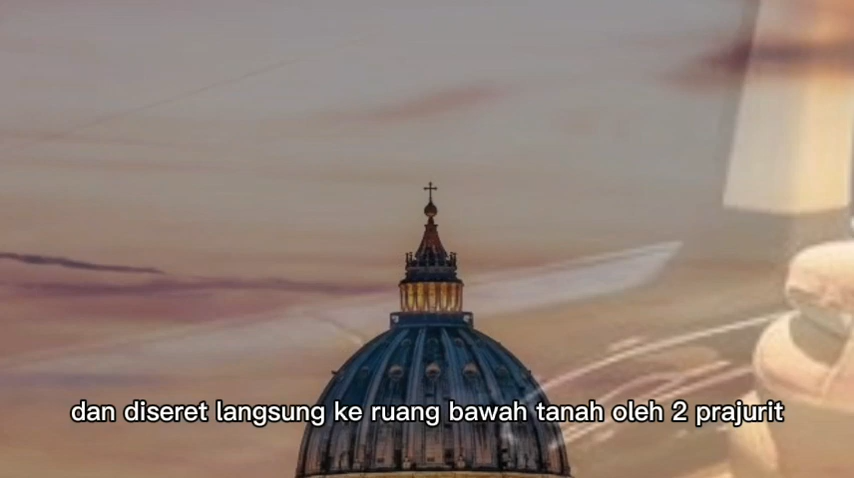 dan diseret langsung ke ruang bawah tanah oleh 2 prajurit